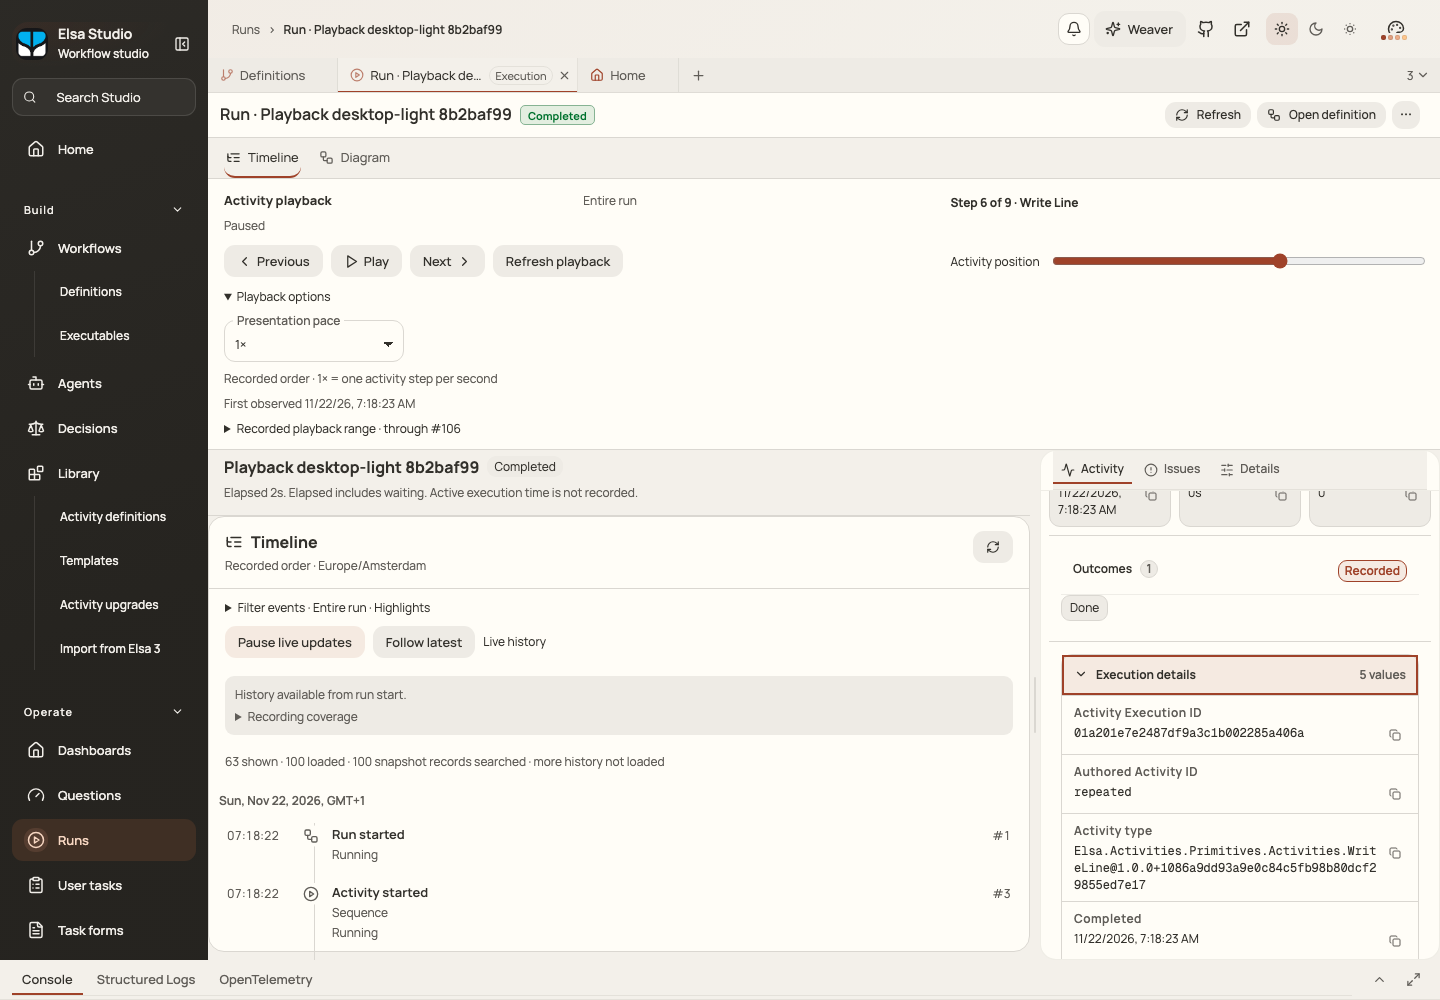 Elsa Studio
Workflow studio
Search Studio
Home
Build
Workflows
Definitions
Executables
Agents
Decisions
Library
Activity definitions
Templates
Activity upgrades
Import from Elsa 3
Operate
Dashboards
Questions
Runs
User tasks
Task forms
Runs › Run · Playback desktop-light 8b2baf99
Weaver
Definitions
Run · Playback de... Execution
Home
3
Run · Playback desktop-light 8b2baf99 Completed
Refresh
Open definition
Timeline
Diagram
Activity playback
Entire run
Step 6 of 9 · Write Line
Paused
Previous
Play
Next
Refresh playback
Activity position
Playback options
Presentation pace
1×
Recorded order · 1× = one activity step per second
First observed 11/22/26, 7:18:23 AM
Recorded playback range · through #106
Playback desktop-light 8b2baf99 Completed
Elapsed 2s. Elapsed includes waiting. Active execution time is not recorded.
Timeline
Recorded order · Europe/Amsterdam
Filter events · Entire run · Highlights
Pause live updates
Follow latest
Live history
History available from run start.
Recording coverage
63 shown · 100 loaded · 100 snapshot records searched · more history not loaded
Sun, Nov 22, 2026, GMT+1
07:18:22 Run started #1
Running
07:18:22 Activity started #3
Sequence
Running
Activity
Issues
Details
11/22/2026,
7:18:23 AM
0s
0
Outcomes 1 Recorded
Done
Execution details 5 values
Activity Execution ID
01a201e7e2487df9a3c1b002285a406a
Authored Activity ID
repeated
Activity type
Elsa.Activities.Primitives.Activities.Writ
eLine@1.0.0+1086a9dd93a9e0c84c5fb98b80dcf2
9855ed7e17
Completed
11/22/2026, 7:18:23 AM
Console
Structured Logs
OpenTelemetry